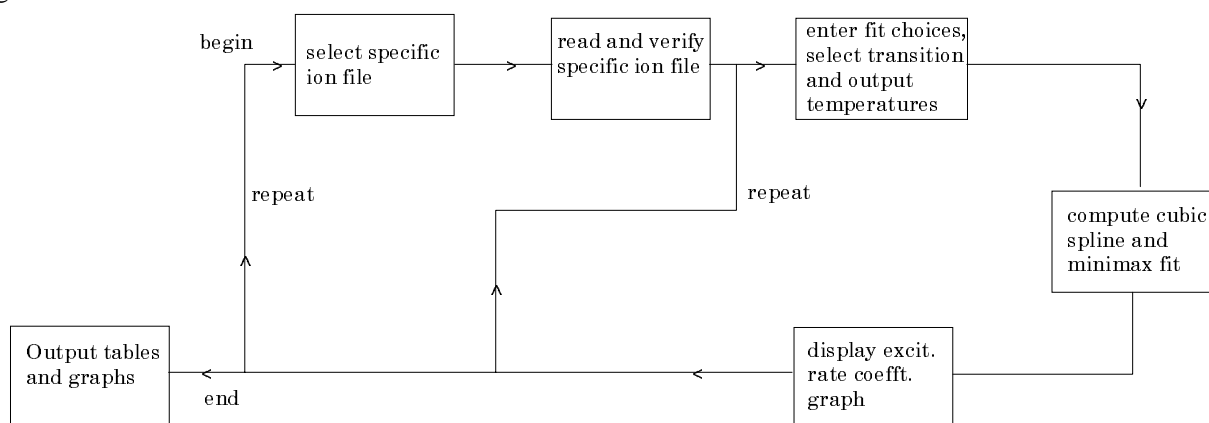 begin
select specific
ion file
read and verify
specific ion file
enter fit choices,
select transition
and output
temperatures
repeat
repeat
compute cubic
spline and
minimax fit
Output tables
and graphs
end
display excit.
rate coefft.
graph